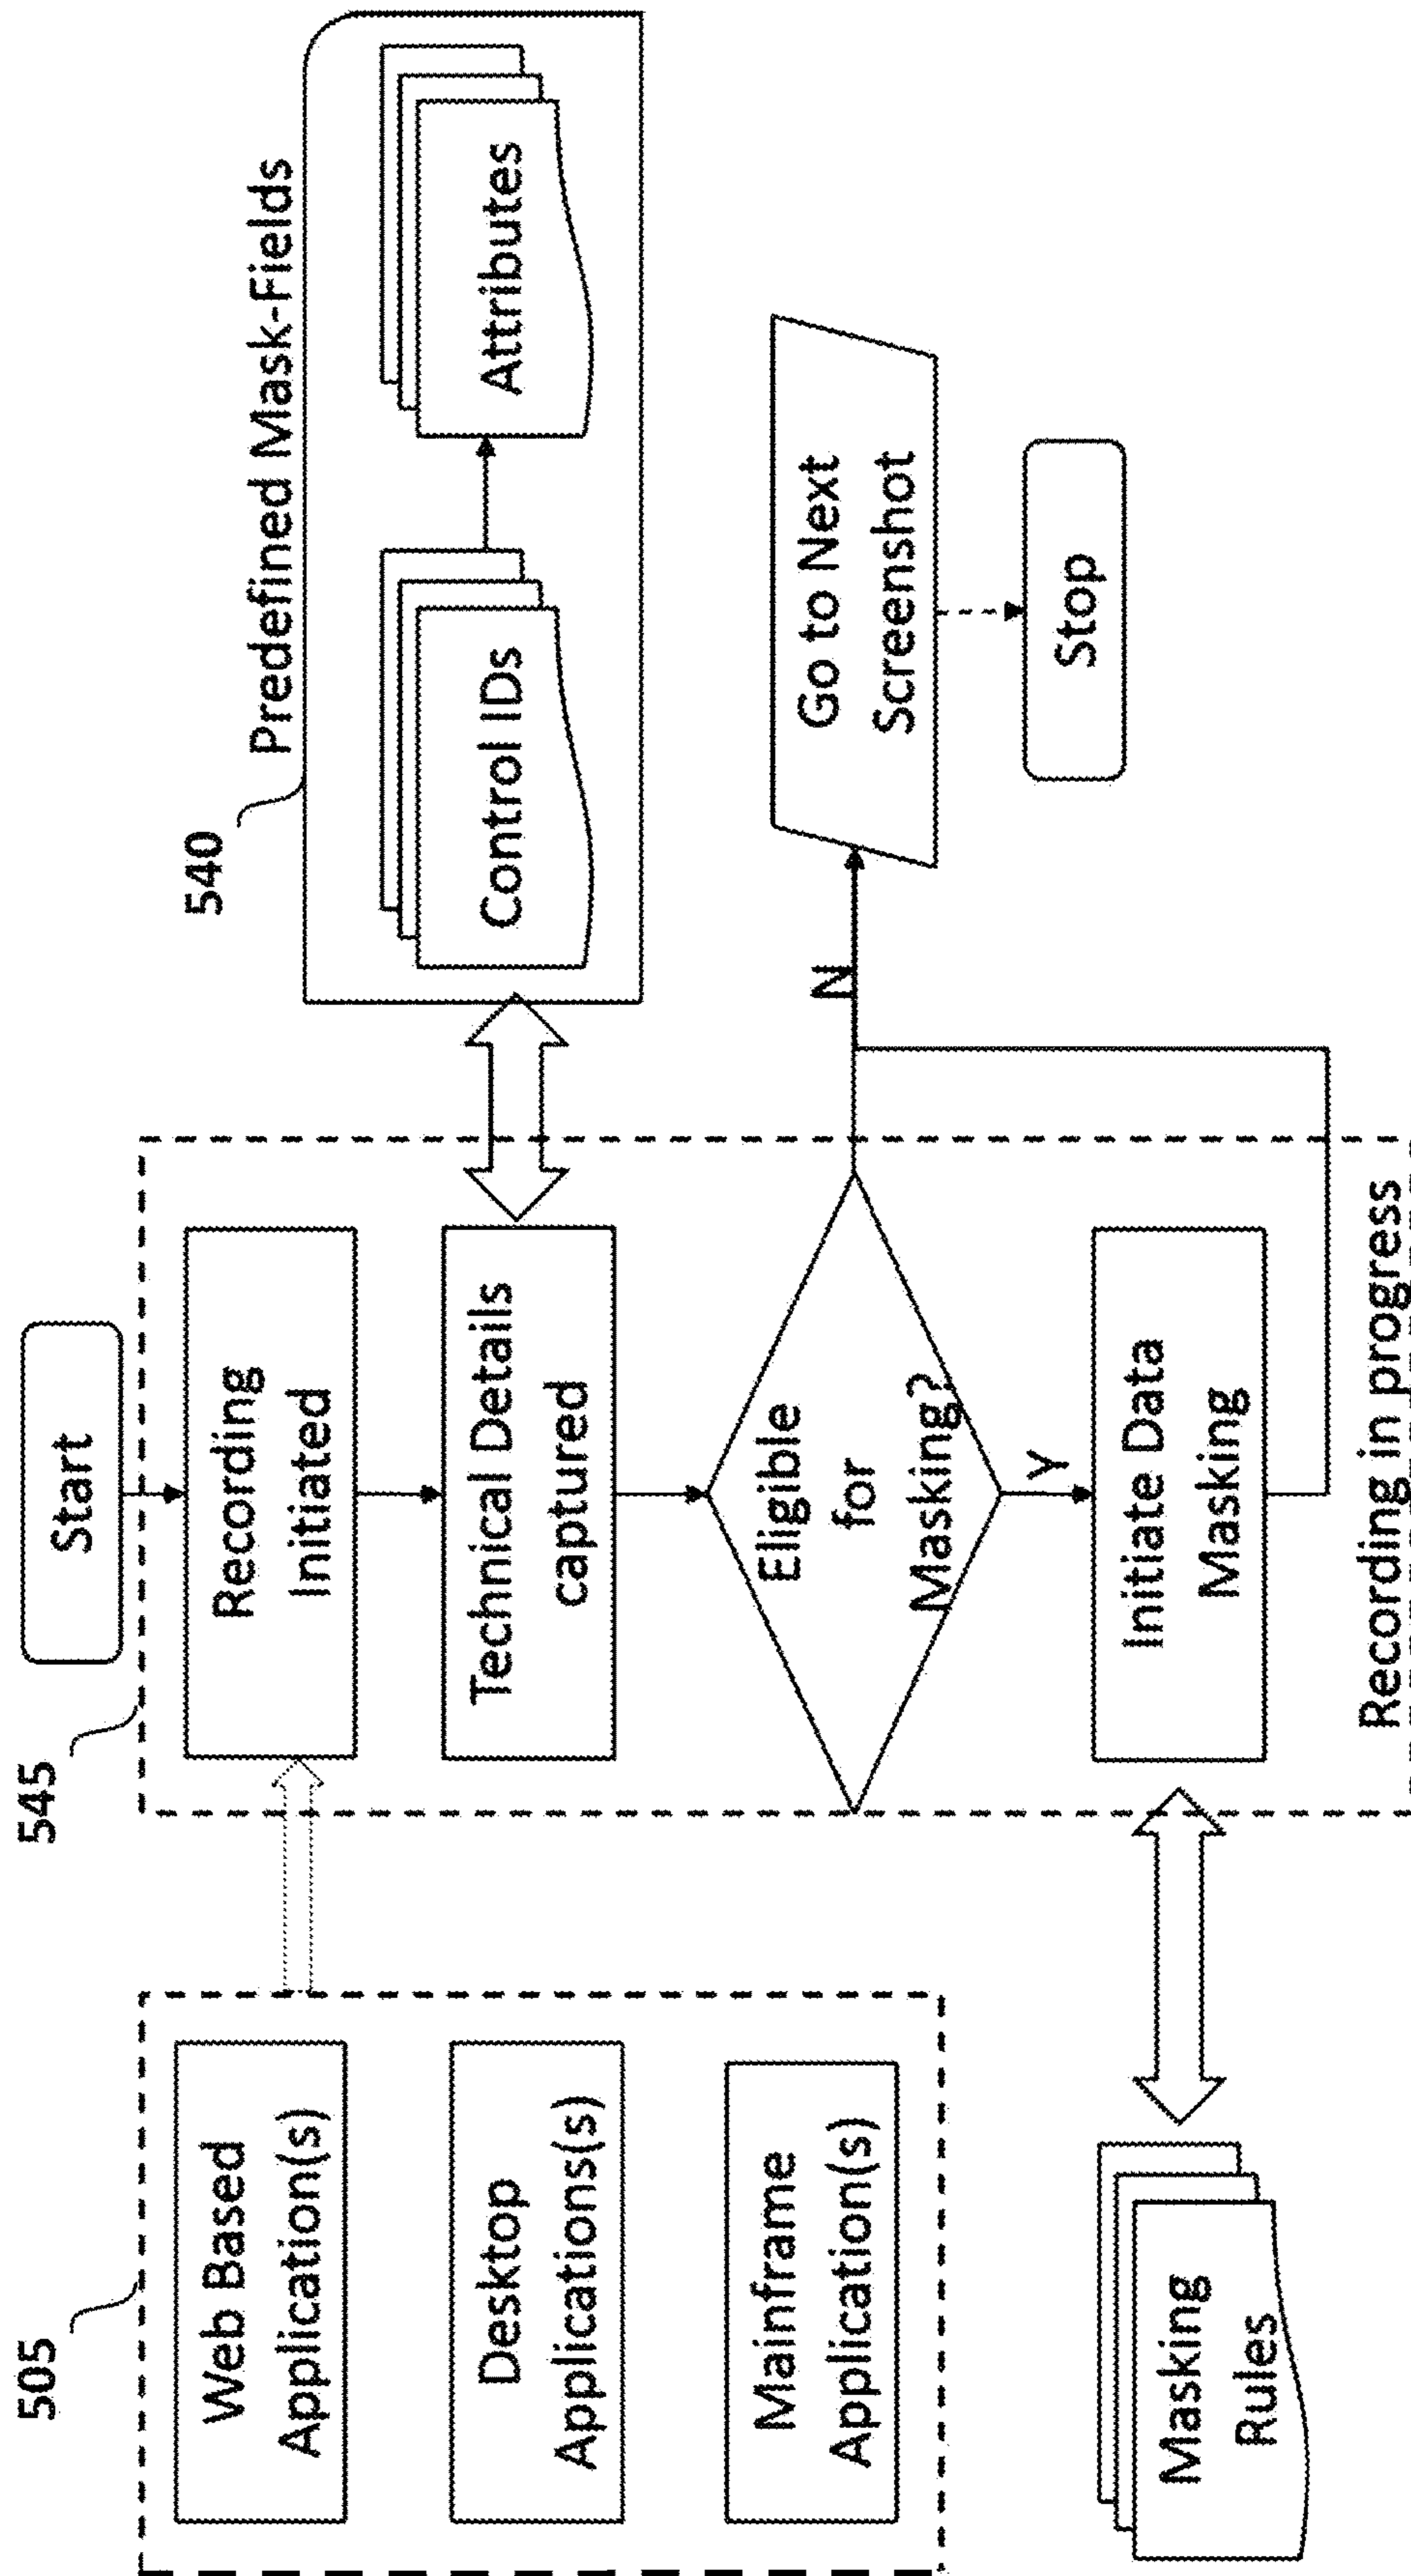 505
Web Based
Application(s)
Desktop
Applications(s)
Mainframe
Application(s)
Masking
Rules
545
Start
Recording
Initiated
Technical Details
captured
Eligible
for
Masking?
Y
Initiate Data
Masking
Recording in progress
540
Predefined Mask-Fields
Control IDs
Attributes
N
Go to Next
Screenshot
Stop